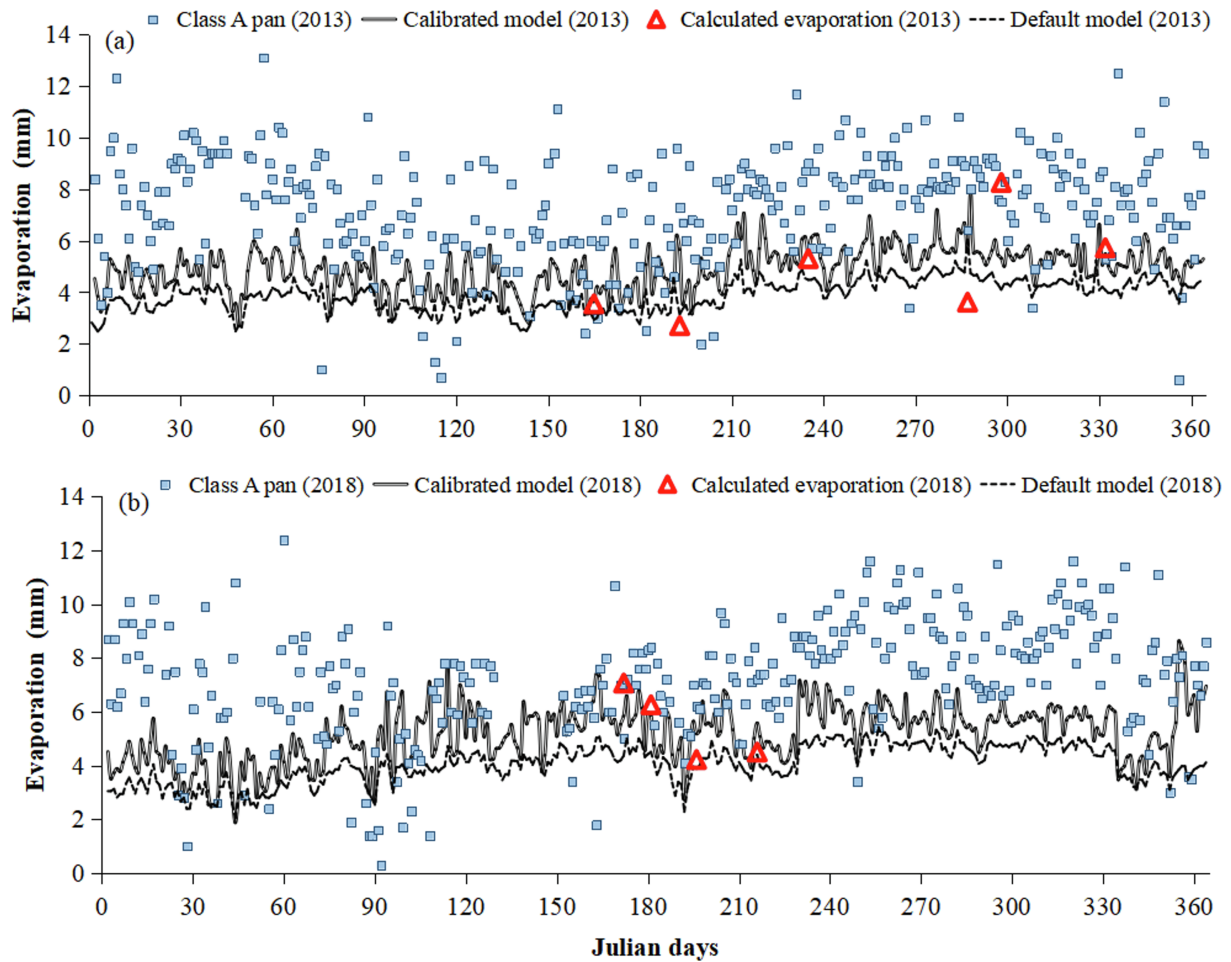 Class A pan (2013) Calibrated model (2013) Calculated evaporation (2013) Default model (2013)
(a)
14
12
10
8
6
4
2
0
Evaporation (mm)
0 30 60 90 120 150 180 210 240 270 300 330 360
Class A pan (2018) Calibrated model (2018) Calculated evaporation (2018) Default model (2018)
(b)
14
12
10
8
6
4
2
0
Evaporation (mm)
0 30 60 90 120 150 180 210 240 270 300 330 360
Julian days